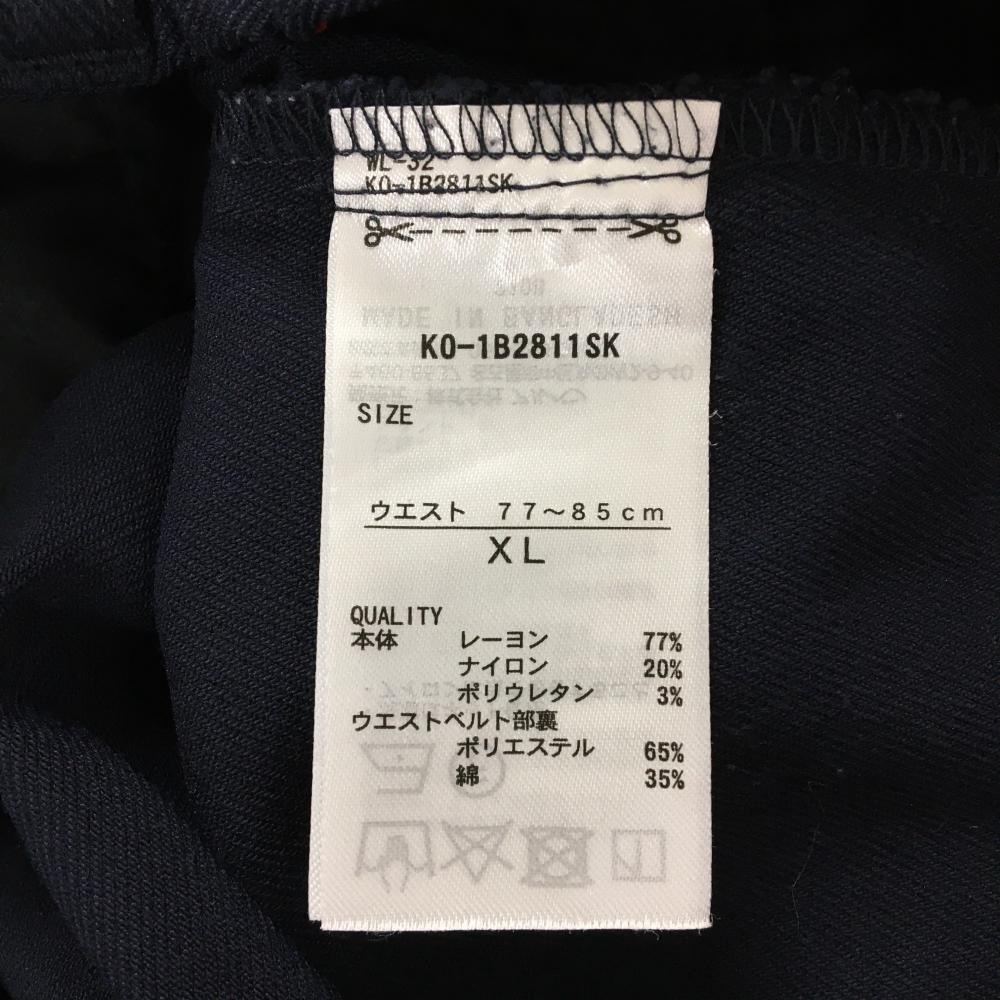 WL-32
KO-1B2811SK
KO-1B2811SK
SIZE
ウエスト 77～85cm
XL
QUALITY
本体 レーヨン 77%
ナイロン 20%
ポリウレタン 3%
ウエストベルト部裏
ポリエステル 65%
綿 35%
MADE IN BANGLADESH